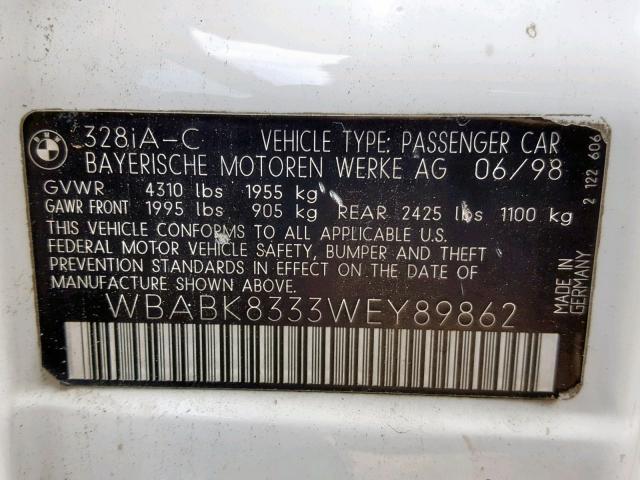 BMW
328iA-C VEHICLE TYPE: PASSENGER CAR
BAYERISCHE MOTOREN WERKE AG 06/98
GVWR 4310 lbs 1955 kg
GAWR FRONT 1995 lbs 905 kg REAR 2425 lbs 1100 kg
THIS VEHICLE CONFORMS TO ALL APPLICABLE U.S.
FEDERAL MOTOR VEHICLE SAFETY, BUMPER AND THEFT
PREVENTION STANDARDS IN EFFECT ON THE DATE OF
MANUFACTURE SHOWN ABOVE.
WBABK8333WEY89862
2 122 606
MADE IN
GERMANY